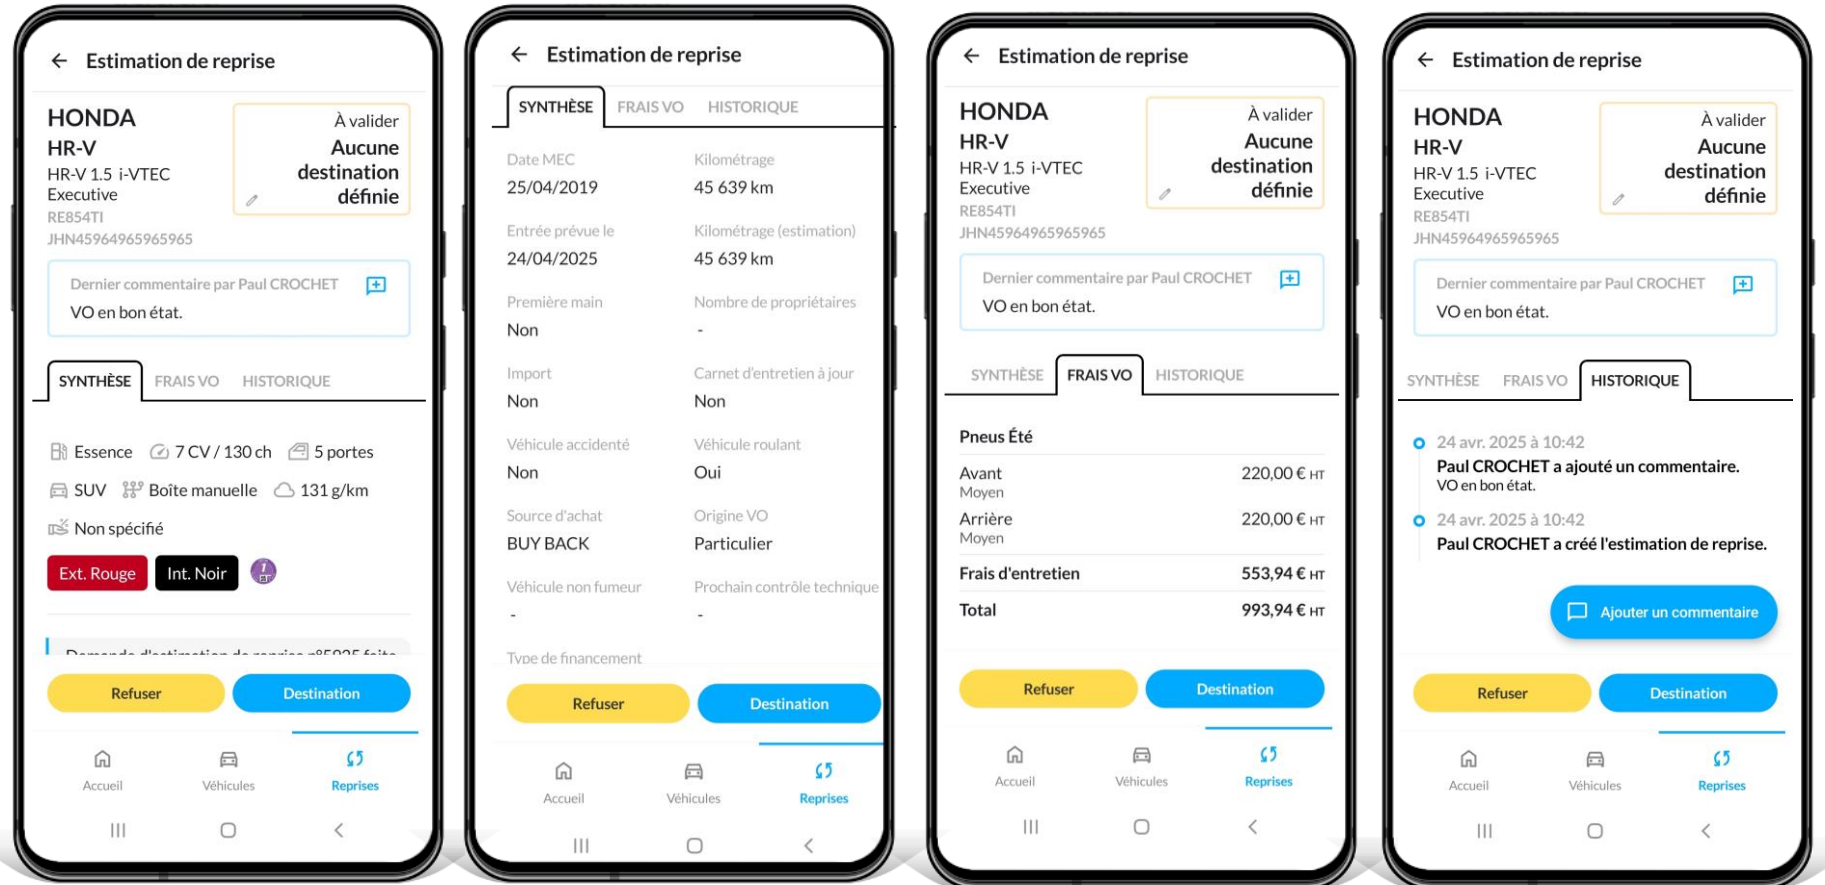 Estimation de reprise
HONDA
HR-V
HR-V 1.5 i-VTEC
Executive
RE854TI
JHN45964965965965
À valider
Aucune
destination
définie
Dernier commentaire par Paul CROCHET
VO en bon état.
SYNTHÈSE FRAIS VO HISTORIQUE
Essence 7 CV / 130 ch 5 portes
SUV Boîte manuelle 131 g/km
Non spécifié
Ext. Rouge Int. Noir 1
Demande d'estimation de reprise n°5925 faite
Refuser Destination
Accueil Véhicules Reprises
Estimation de reprise
SYNTHÈSE FRAIS VO HISTORIQUE
Date MEC Kilométrage
25/04/2019 45 639 km
Entrée prévue le Kilométrage (estimation)
24/04/2025 45 639 km
Première main Nombre de propriétaires
Non -
Import Carnet d'entretien à jour
Non Non
Véhicule accidenté Véhicule roulant
Non Oui
Source d'achat Origine VO
BUY BACK Particulier
Véhicule non fumeur Prochain contrôle technique
- -
Type de financement
Refuser Destination
Accueil Véhicules Reprises
Estimation de reprise
HONDA
HR-V
HR-V 1.5 i-VTEC
Executive
RE854TI
JHN45964965965965
À valider
Aucune
destination
définie
Dernier commentaire par Paul CROCHET
VO en bon état.
SYNTHÈSE FRAIS VO HISTORIQUE
Pneus Été
Avant 220,00 € HT
Moyen
Arrière 220,00 € HT
Moyen
Frais d'entretien 553,94 € HT
Total 993,94 € HT
Refuser Destination
Accueil Véhicules Reprises
Estimation de reprise
HONDA
HR-V
HR-V 1.5 i-VTEC
Executive
RE854TI
JHN45964965965965
À valider
Aucune
destination
définie
Dernier commentaire par Paul CROCHET
VO en bon état.
SYNTHÈSE FRAIS VO HISTORIQUE
24 avr. 2025 à 10:42
Paul CROCHET a ajouté un commentaire.
VO en bon état.
24 avr. 2025 à 10:42
Paul CROCHET a créé l'estimation de reprise.
Ajouter un commentaire
Refuser Destination
Accueil Véhicules Reprises